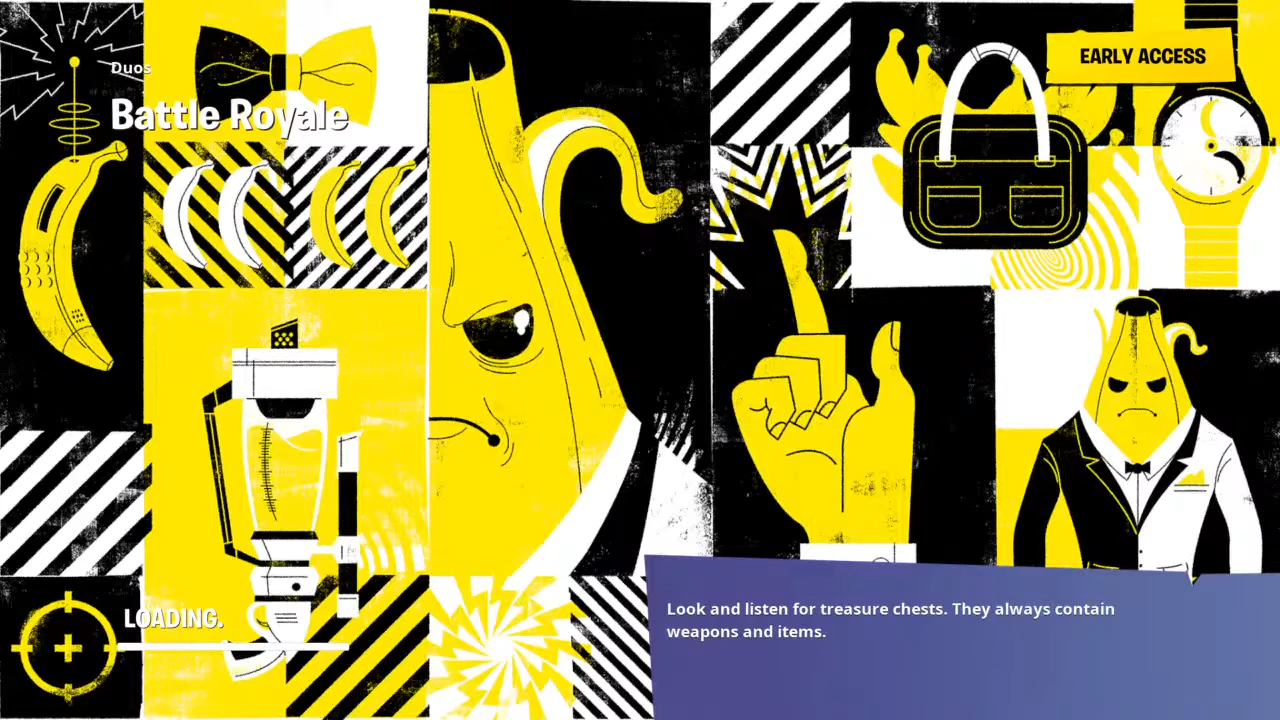 Duos
Battle Royale
EARLY ACCESS
LOADING.
Look and listen for treasure chests. They always contain
weapons and items.